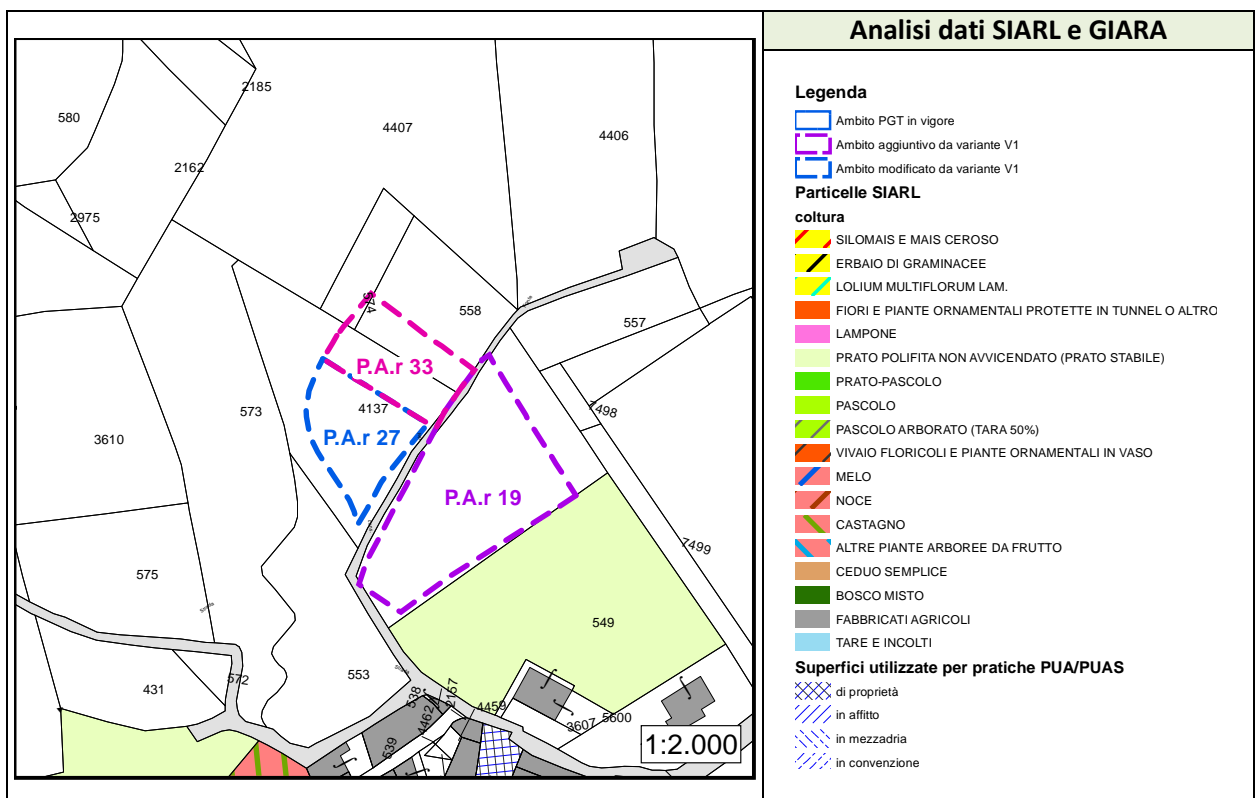 Analisi dati SIARL e GIARA
2185
580
4407
4406
2162
2975
574
558
557
P.A.r 33
4137
573
7498
3610
P.A.r 27
P.A.r 19
7499
575
549
553
572
431
538
2157
4462
4459
3607
5600
539
1:2.000
Legenda
Ambito PGT in vigore
Ambito aggiuntivo da variante V1
Ambito modificato da variante V1
Particelle SIARL
coltura
SILOMAIS E MAIS CEROSO
ERBAIO DI GRAMINACEE
LOLIUM MULTIFLORUM LAM.
FIORI E PIANTE ORNAMENTALI PROTETTE IN TUNNEL O ALTRO
LAMPONE
PRATO POLIFITA NON AVVICENDATO (PRATO STABILE)
PRATO-PASCOLO
PASCOLO
PASCOLO ARBORATO (TARA 50%)
VIVAIO FLORICOLI E PIANTE ORNAMENTALI IN VASO
MELO
NOCE
CASTAGNO
ALTRE PIANTE ARBOREE DA FRUTTO
CEDUO SEMPLICE
BOSCO MISTO
FABBRICATI AGRICOLI
TARE E INCOLTI
Superfici utilizzate per pratiche PUA/PUAS
di proprietà
in affitto
in mezzadria
in convenzione